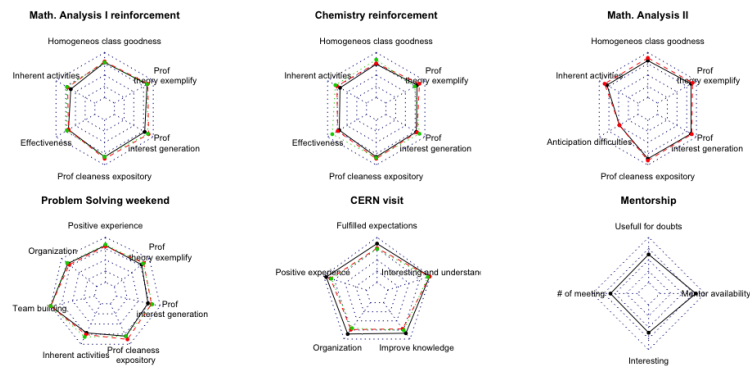 Math. Analysis I reinforcement
Homogeneos class goodness
Inherent activities
Prof
theory exemplify
Effectiveness
Prof
interest generation
Prof cleaness expository
Chemistry reinforcement
Homogeneos class goodness
Inherent activities
Prof
theory exemplify
Effectiveness
Prof
interest generation
Prof cleaness expository
Math. Analysis II
Homogeneos class goodness
Inherent activities
Prof
theory exemplify
Anticipation difficulties
Prof
interest generation
Prof cleaness expository
Problem Solving weekend
Positive experience
Organization
Prof
theory exemplify
Team building
Prof
interest generation
Inherent activities
Prof cleaness
expository
CERN visit
Fulfilled expectations
Positive experience
Interesting and understan
Organization
Improve knowledge
Mentorship
Usefull for doubts
# of meeting
Mentor availability
Interesting